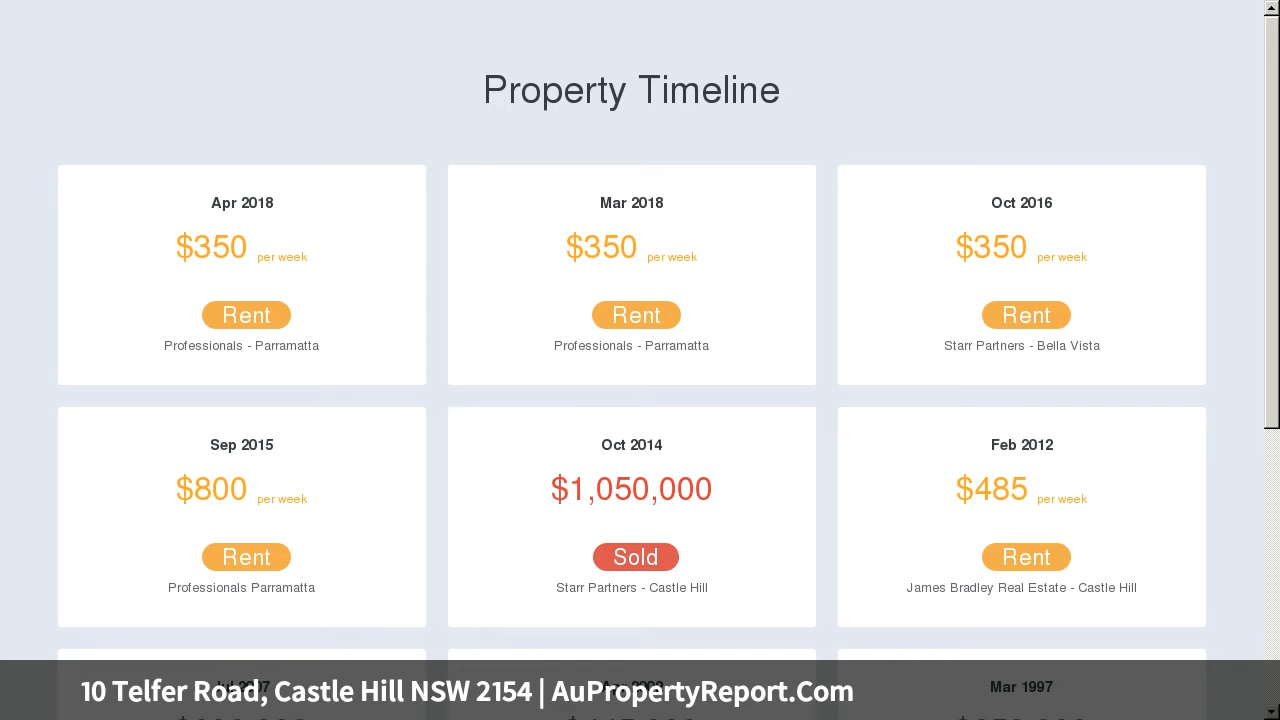 Property Timeline
Apr 2018
$350 per week
Rent
Professionals - Parramatta
Mar 2018
$350 per week
Rent
Professionals - Parramatta
Oct 2016
$350 per week
Rent
Starr Partners - Bella Vista
Sep 2015
$800 per week
Rent
Professionals Parramatta
Oct 2014
$1,050,000
Sold
Starr Partners - Castle Hill
Feb 2012
$485 per week
Rent
James Bradley Real Estate - Castle Hill
Mar 1997
10 Telfer Road, Castle Hill NSW 2154 | AuPropertyReport.Com